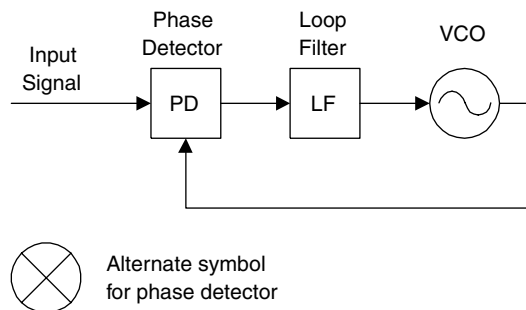 Phase
Detector
Loop
Filter
VCO
Input
Signal
PD
LF
Alternate symbol
for phase detector